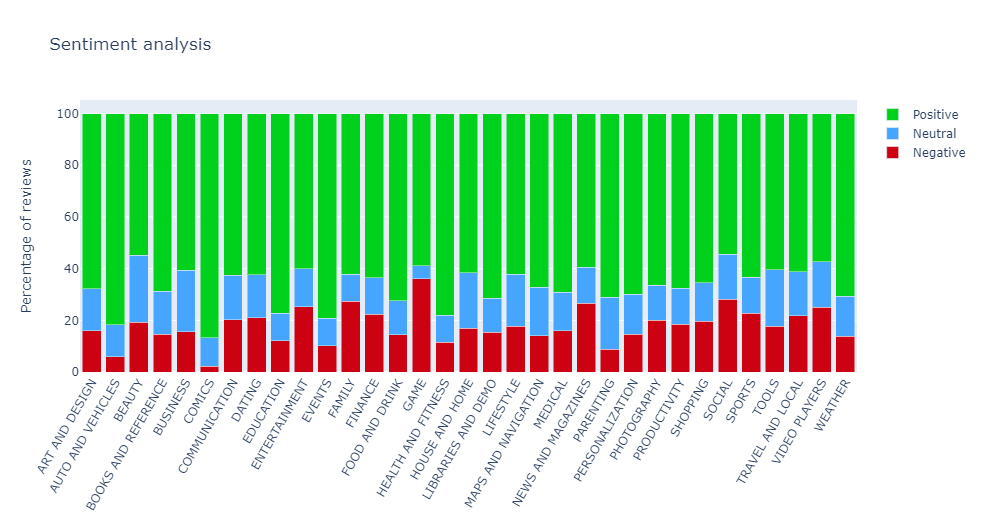 Sentiment analysis
Percentage of reviews
100
80
60
40
20
0
ART AND DESIGN
AUTO AND VEHICLES
BEAUTY
BOOKS AND REFERENCE
BUSINESS
COMICS
COMMUNICATION
DATING
EDUCATION
ENTERTAINMENT
EVENTS
FAMILY
FINANCE
FOOD AND DRINK
GAME
HEALTH AND FITNESS
HOUSE AND HOME
LIBRARIES AND DEMO
LIFESTYLE
MAPS AND NAVIGATION
MEDICAL
NEWS AND MAGAZINES
PARENTING
PERSONALIZATION
PHOTOGRAPHY
PRODUCTIVITY
SHOPPING
SOCIAL
SPORTS
TOOLS
TRAVEL AND LOCAL
VIDEO PLAYERS
WEATHER
Positive
Neutral
Negative